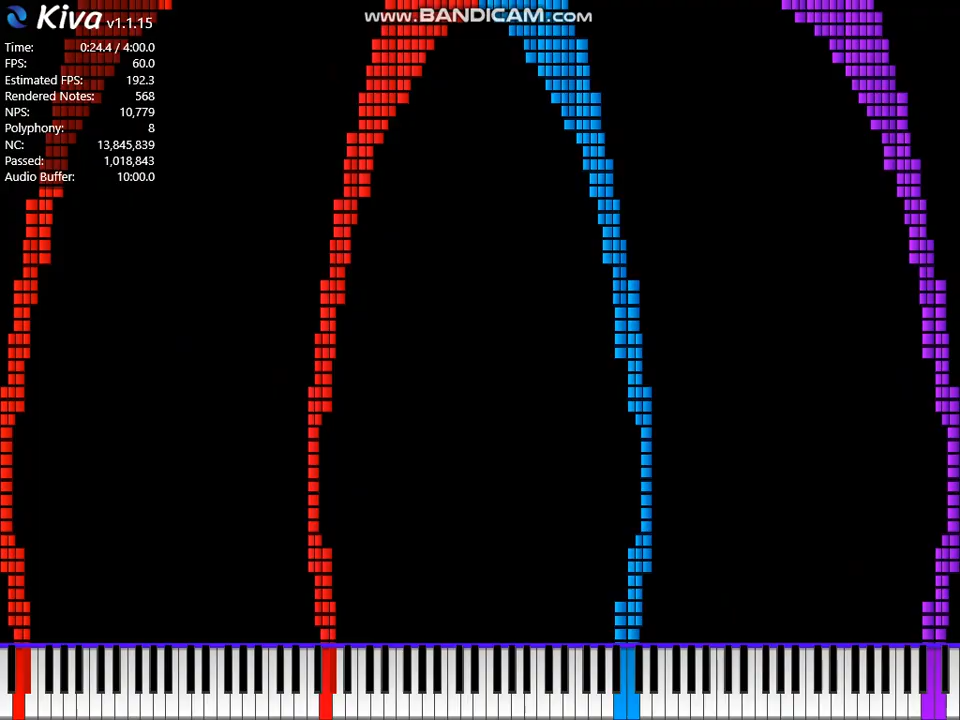 Kiva v1.1.15
www.BANDICAM.com
Time: 0:24.4 / 4:00.0
FPS: 60.0
Estimated FPS: 192.3
Rendered Notes: 568
NPS: 10,779
Polyphony: 8
NC: 13,845,839
Passed: 1,018,843
Audio Buffer: 10:00.0